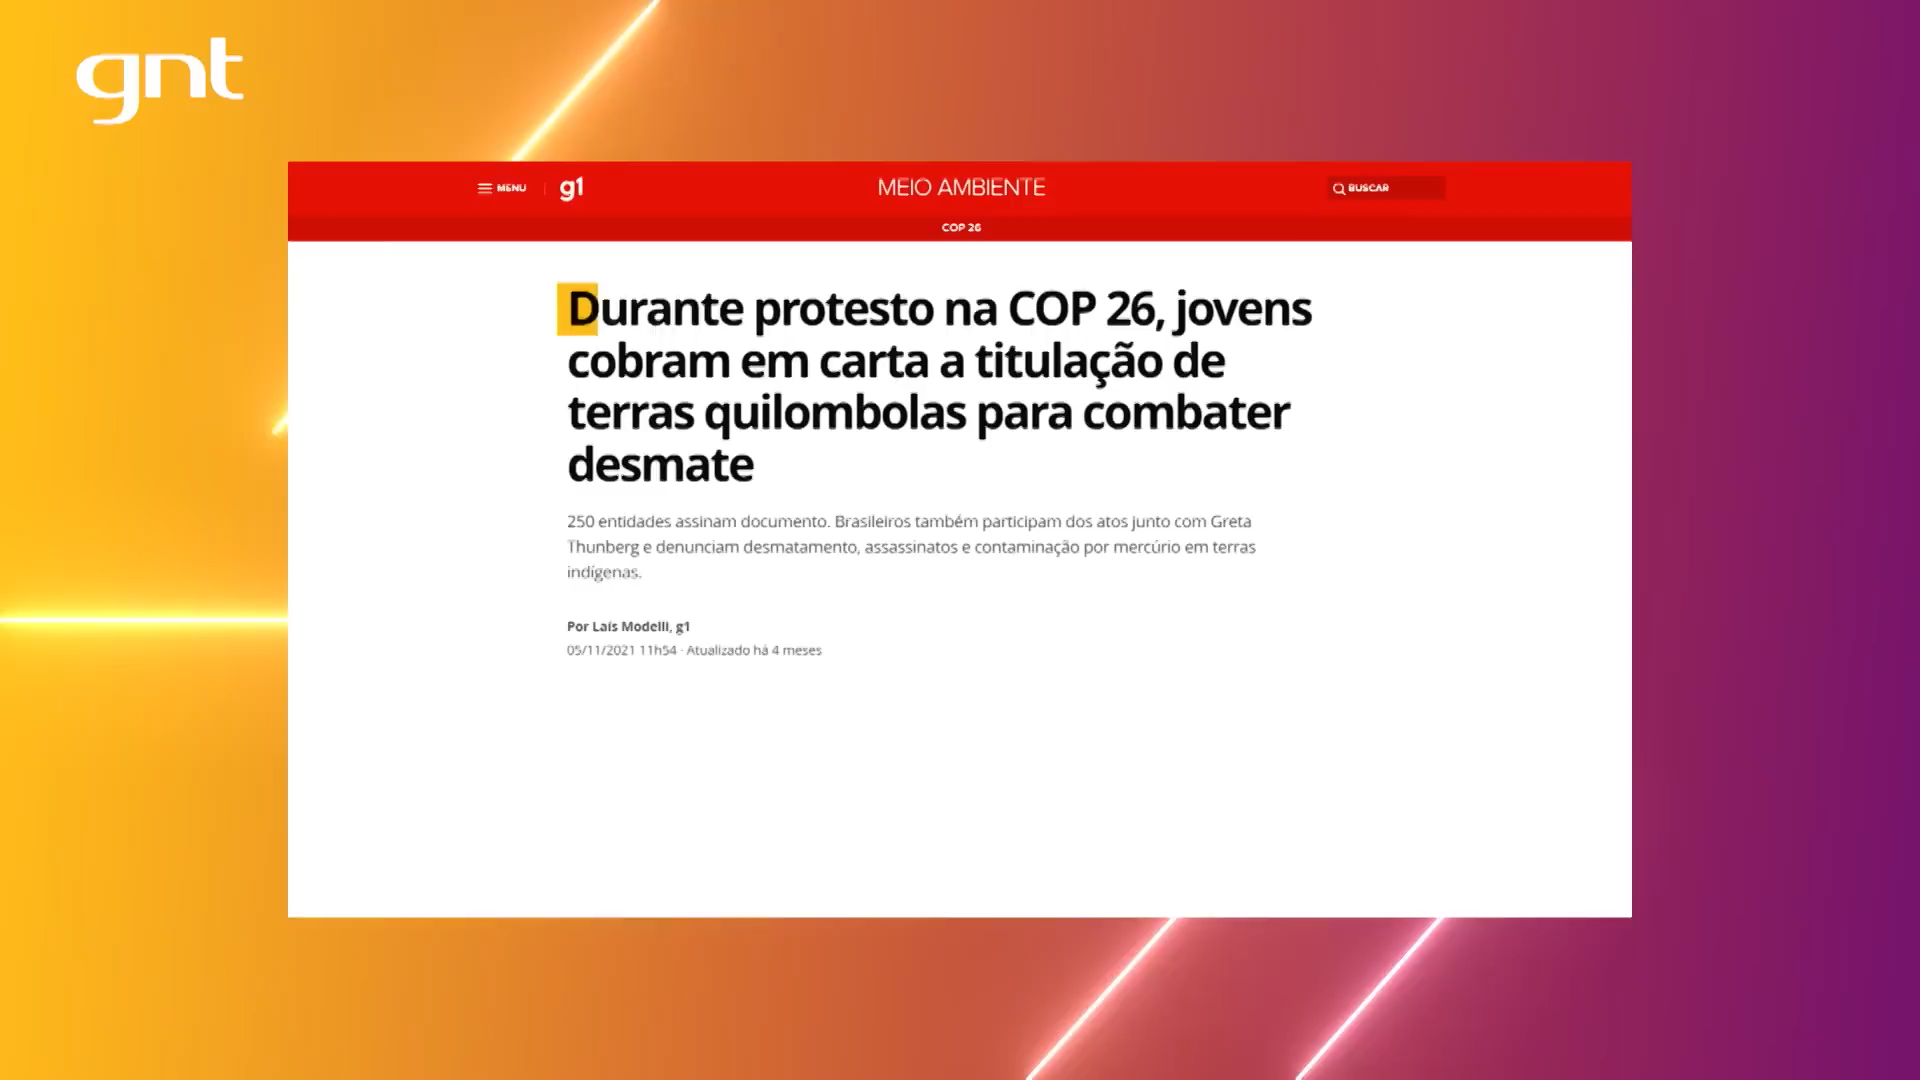 gnt
MENU
g1
MEIO AMBIENTE
BUSCAR
COP 26
Durante protesto na COP 26, jovens
cobram em carta a titulação de
terras quilombolas para combater
desmate
250 entidades assinam documento. Brasileiros também participam dos atos junto com Greta
Thunberg e denunciam desmatamento, assassinatos e contaminação por mercúrio em terras
indígenas.
Por Laís Modelli, g1
05/11/2021 11h54 · Atualizado há 4 meses